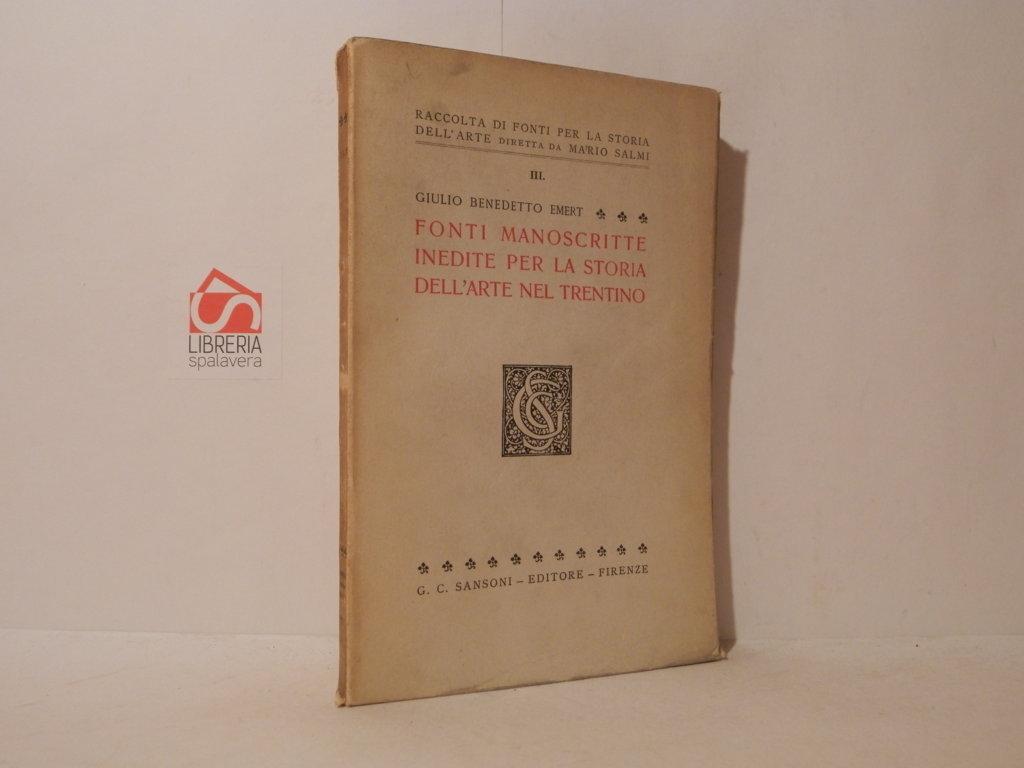 RACCOLTA DI FONTI PER LA STORIA
DELL'ARTE DIRETTA DA MARIO SALMI
III.
GIULIO BENEDETTO EMERT
FONTI MANOSCRITTE
INEDITE PER LA STORIA
DELL'ARTE NEL TRENTINO
G. C. SANSONI – EDITORE – FIRENZE
LIBRERIA
spalavera